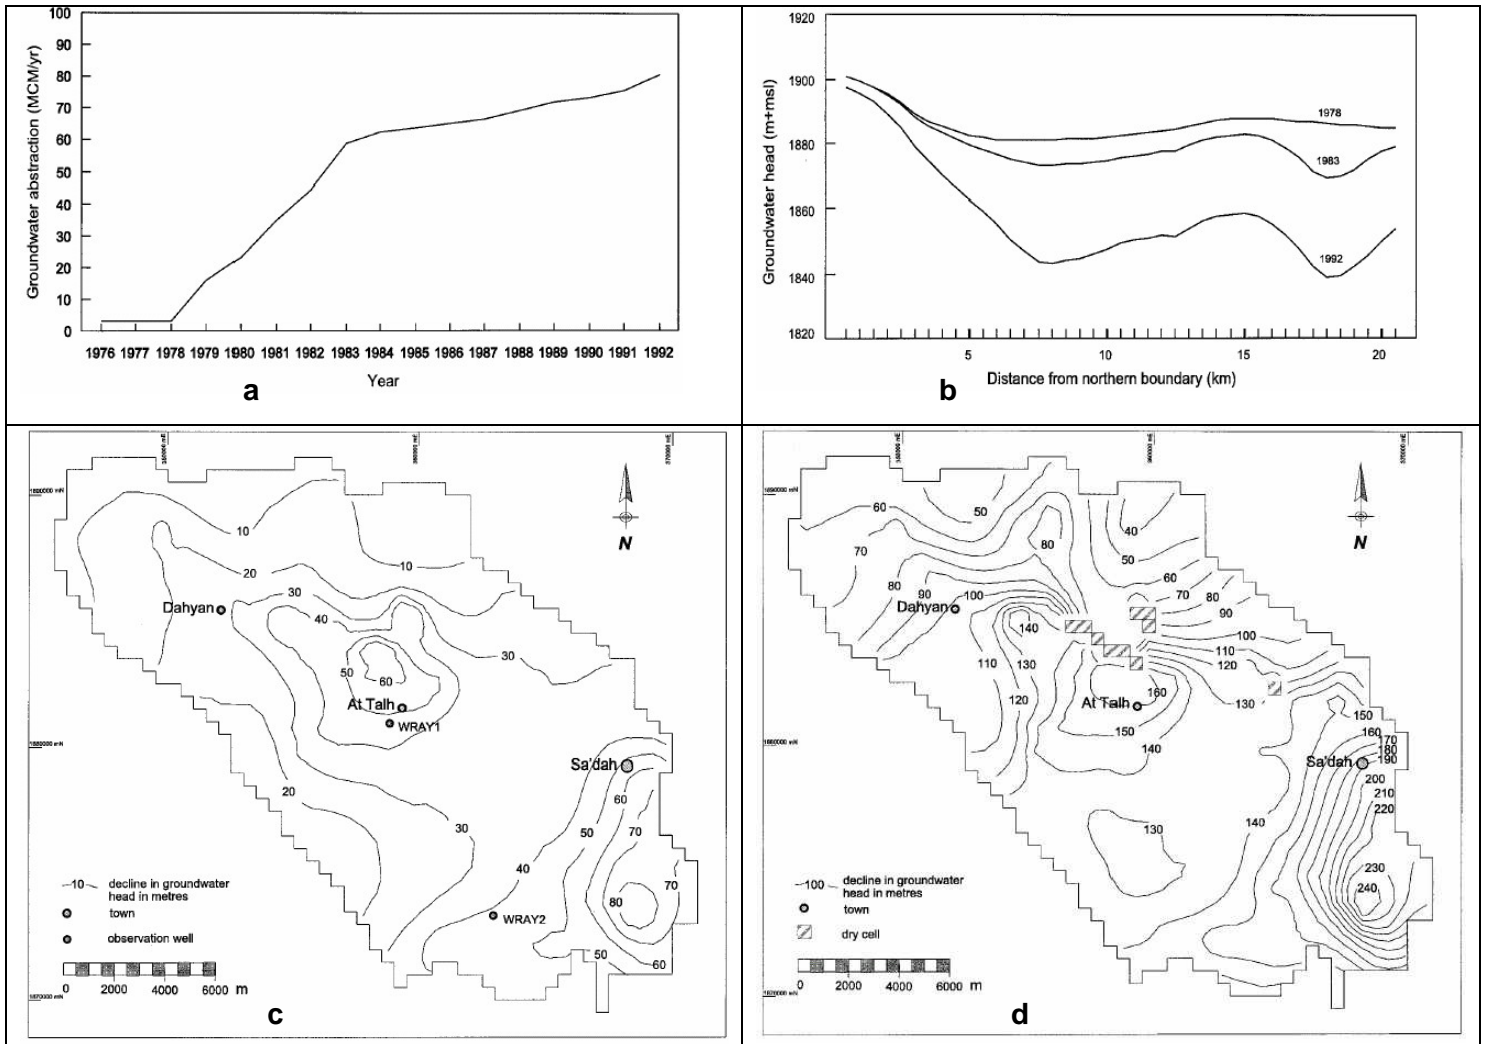 100
90
80
70
60
50
40
30
20
10
0
Groundwater abstraction (MCM/yr)
1976 1977 1978 1979 1980 1981 1982 1983 1984 1985 1986 1987 1988 1989 1990 1991 1992
Year
a
1920
1900
1880
1860
1840
1820
Groundwater head (m+msl)
1978
1983
1992
5 10 15 20
Distance from northern boundary (km)
b
370000 mE
1680000 mN
10
10
20
30
40
Dahyan
50
60
30
At Talh
WRAY1
Sa'dah
20
60
30
50
70
40
80
70
WRAY2
50
60
10 decline in groundwater
head in metres
town
observation well
0 2000 4000 6000 m
N
c
60
50
40
70
80
50
60
80
90
100
70
80
90
Dahyan
140
100
110
110
130
120
120
At Talh
160
130
150
150
140
160
170
180
190
Sa'dah
200
210
220
140
130
230
240
100 decline in groundwater
head in metres
town
dry cell
0 2000 4000 6000 m
N
d